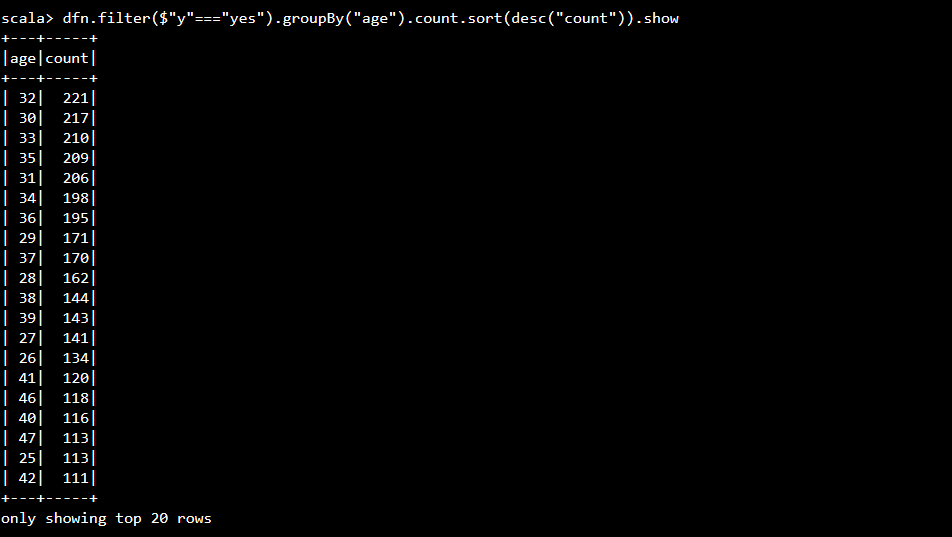 scala> dfn.filter($"y"==="yes").groupBy("age").count.sort(desc("count")).show
+---+-----+
|age|count|
+---+-----+
| 32|  221|
| 30|  217|
| 33|  210|
| 35|  209|
| 31|  206|
| 34|  198|
| 36|  195|
| 29|  171|
| 37|  170|
| 28|  162|
| 38|  144|
| 39|  143|
| 27|  141|
| 26|  134|
| 41|  120|
| 46|  118|
| 40|  116|
| 47|  113|
| 25|  113|
| 42|  111|
+---+-----+
only showing top 20 rows